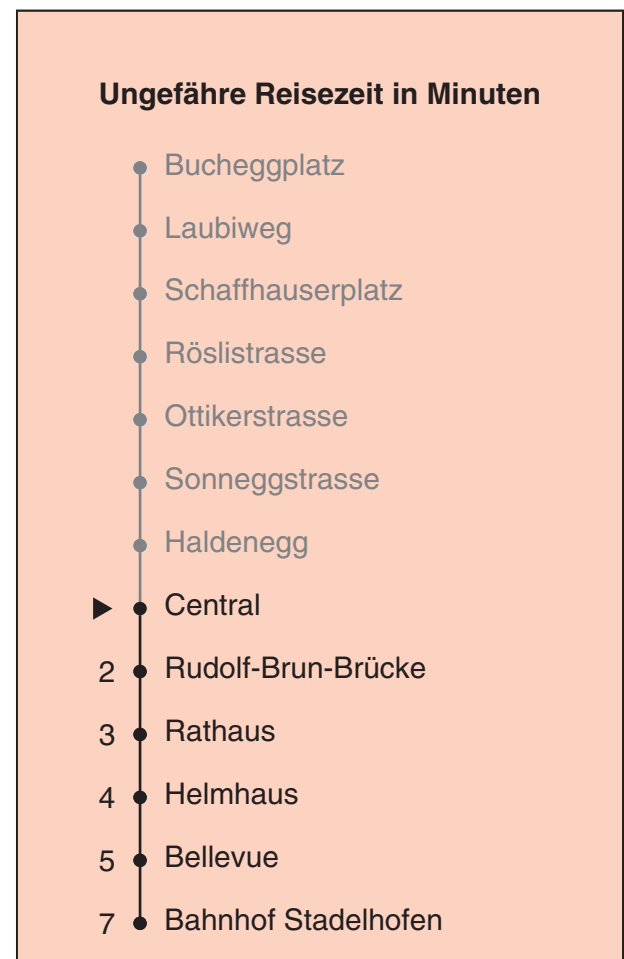 Ungefähre Reisezeit in Minuten
Bucheggplatz
Laubiweg
Schaffhauserplatz
Röslistrasse
Ottikerstrasse
Sonneggstrasse
Haldenegg
Central
2 Rudolf-Brun-Brücke
3 Rathaus
4 Helmhaus
5 Bellevue
7 Bahnhof Stadelhofen